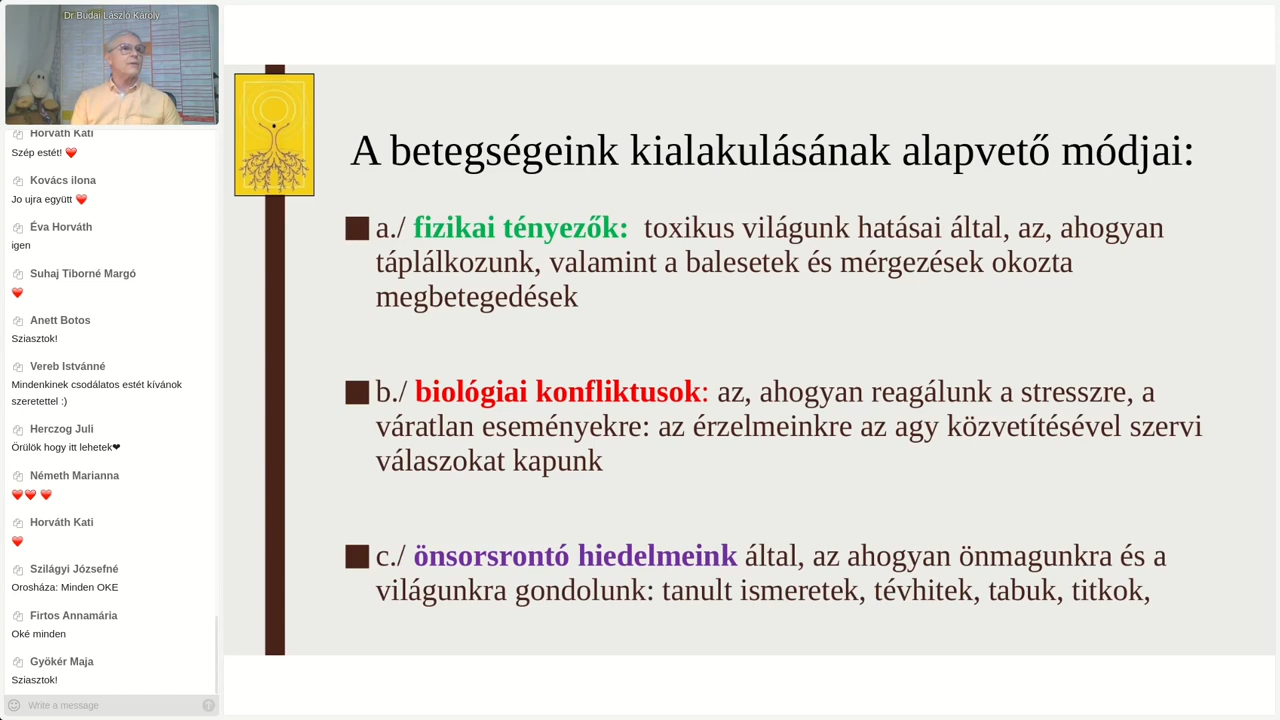 Dr Budai László Károly
Horváth Kati
Szép estét! ❤️
Kovács ilona
Jo ujra együtt ❤️
Éva Horváth
igen
Suhaj Tiborné Margó
❤️
Anett Botos
Sziasztok!
Vereb Istvánné
Mindenkinek csodálatos estét kívánok
szeretettel :)
Herczog Juli
Örülök hogy itt lehetek❤
Németh Marianna
❤️❤️ ❤️
Horváth Kati
❤️
Szilágyi Józsefné
Orosháza: Minden OKE
Firtos Annamária
Oké minden
Gyökér Maja
Sziasztok!
Write a message
A betegségeink kialakulásának alapvető módjai:
a./ fizikai tényezők: toxikus világunk hatásai által, az, ahogyan
táplálkozunk, valamint a balesetek és mérgezések okozta
megbetegedések
b./ biológiai konfliktusok: az, ahogyan reagálunk a stresszre, a
váratlan eseményekre: az érzelmeinkre az agy közvetítésével szervi
válaszokat kapunk
c./ önsorsrontó hiedelmeink által, az ahogyan önmagunkra és a
világunkra gondolunk: tanult ismeretek, tévhitek, tabuk, titkok,